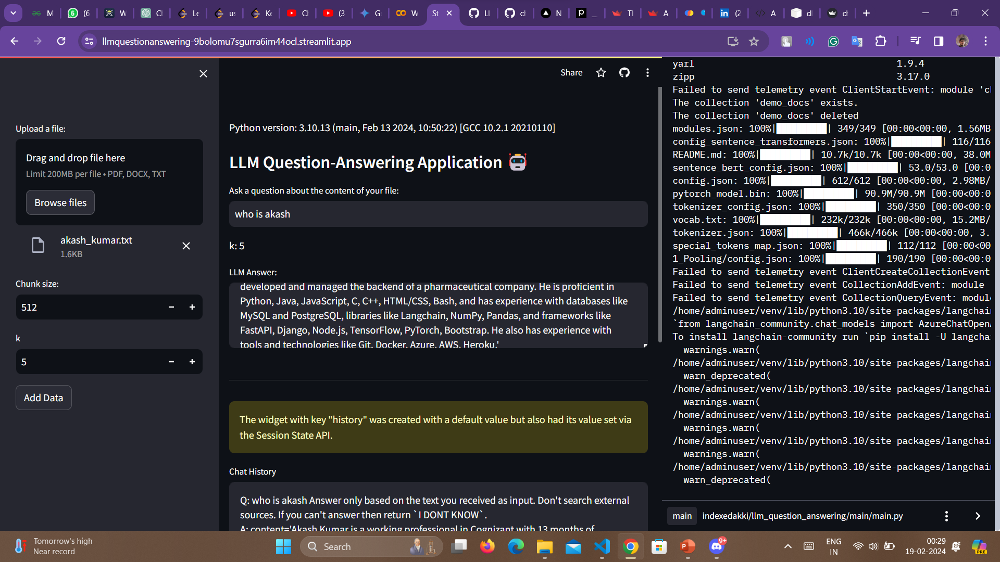 M
(6
W
Cl
Le
us
Ke
Cl
(3
G
W
St
LL
cl
N
TI
A
(2
A
dl
cl
llmquestionanswering-9bolomu7sgurra6im44ocl.streamlit.app
Share
Upload a file:
Drag and drop file here
Limit 200MB per file • PDF, DOCX, TXT
Browse files
akash_kumar.txt
1.6KB
Chunk size:
512
k
5
Add Data
Python version: 3.10.13 (main, Feb 13 2024, 10:50:22) [GCC 10.2.1 20210110]
LLM Question-Answering Application
Ask a question about the content of your file:
who is akash
k: 5
LLM Answer:
developed and managed the backend of a pharmaceutical company. He is proficient in
Python, Java, JavaScript, C, C++, HTML/CSS, Bash, and has experience with databases like
MySQL and PostgreSQL, libraries like Langchain, NumPy, Pandas, and frameworks like
FastAPI, Django, Node.js, TensorFlow, PyTorch, Bootstrap. He also has experience with
tools and technologies like Git, Docker, Azure, AWS, Heroku.'
The widget with key "history" was created with a default value but also had its value set via
the Session State API.
Chat History
Q: who is akash Answer only based on the text you received as input. Don't search external
sources. If you can't answer then return `I DONT KNOW`.
A: content='Akash Kumar is a working professional in Cognizant with 13 months of
yarl 1.9.4
zipp 3.17.0
Failed to send telemetry event ClientStartEvent: module 'cl
The collection 'demo_docs' exists.
The collection 'demo_docs' deleted
modules.json: 100%| | 349/349 [00:00<00:00, 1.56MB
config_sentence_transformers.json: 100%| | 116/116
README.md: 100%| | 10.7k/10.7k [00:00<00:00, 38.0M
sentence_bert_config.json: 100%| | 53.0/53.0 [00:0
config.json: 100%| | 612/612 [00:00<00:00, 2.98MB/
pytorch_model.bin: 100%| | 90.9M/90.9M [00:00<00:0
tokenizer_config.json: 100%| | 350/350 [00:00<00:0
vocab.txt: 100%| | 232k/232k [00:00<00:00, 15.2MB/
tokenizer.json: 100%| | 466k/466k [00:00<00:00, 3.
special_tokens_map.json: 100%| | 112/112 [00:00<00
1_Pooling/config.json: 100%| | 190/190 [00:00<00:0
Failed to send telemetry event ClientCreateCollectionEvent
Failed to send telemetry event CollectionAddEvent: module
Failed to send telemetry event CollectionQueryEvent: modul
/home/adminuser/venv/lib/python3.10/site-packages/langchai
`from langchain_community.chat_models import AzureChatOpen
To install langchain-community run `pip install -U langcha
warnings.warn(
/home/adminuser/venv/lib/python3.10/site-packages/langchai
warn_deprecated(
/home/adminuser/venv/lib/python3.10/site-packages/langchai
warnings.warn(
/home/adminuser/venv/lib/python3.10/site-packages/langchai
warnings.warn(
/home/adminuser/venv/lib/python3.10/site-packages/langchai
warnings.warn(
/home/adminuser/venv/lib/python3.10/site-packages/langchai
warn_deprecated(
main indexedakki/llm_question_answering/main/main.py
Tomorrow's high
Near record
Search
9+
ENG
IN
00:29
19-02-2024
PRE